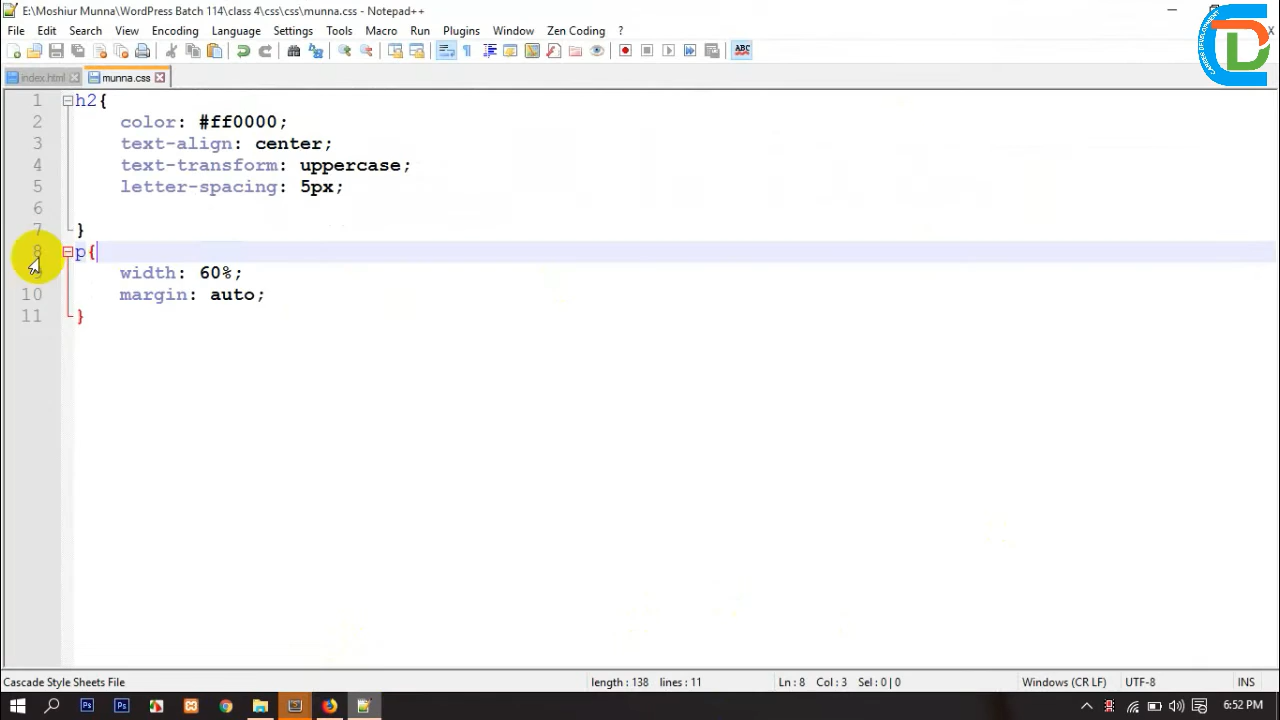 E:\Moshiur Munna\WordPress Batch 114\class 4\css\css\munna.css - Notepad++
File Edit Search View Encoding Language Settings Tools Macro Run Plugins Window Zen Coding ?
ABC
index.html munna.css
1 h2{
2 color: #ff0000;
3 text-align: center;
4 text-transform: uppercase;
5 letter-spacing: 5px;
6
7 }
8 p{
9 width: 60%;
10 margin: auto;
11 }
Cascade Style Sheets File length : 138 lines : 11 Ln : 8 Col : 3 Sel : 0 | 0 Windows (CR LF) UTF-8 INS
6:52 PM